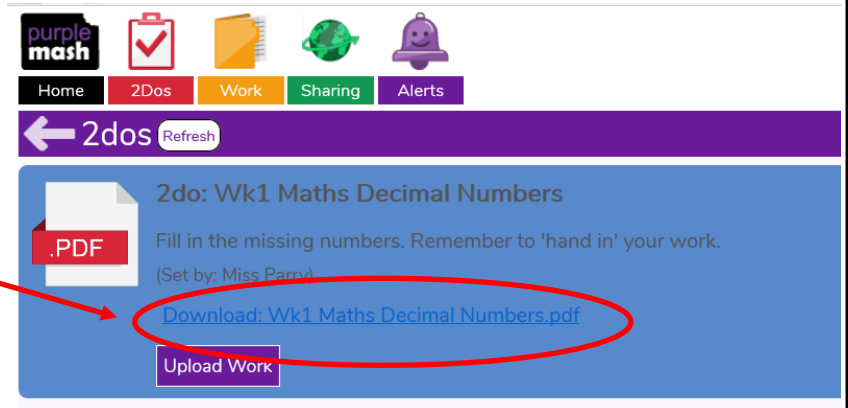 purple
mash
Home 2Dos Work Sharing Alerts
2dos Refresh
2do: Wk1 Maths Decimal Numbers
.PDF
Fill in the missing numbers. Remember to 'hand in' your work.
(Set by: Miss Parry)
Download: Wk1 Maths Decimal Numbers.pdf
Upload Work